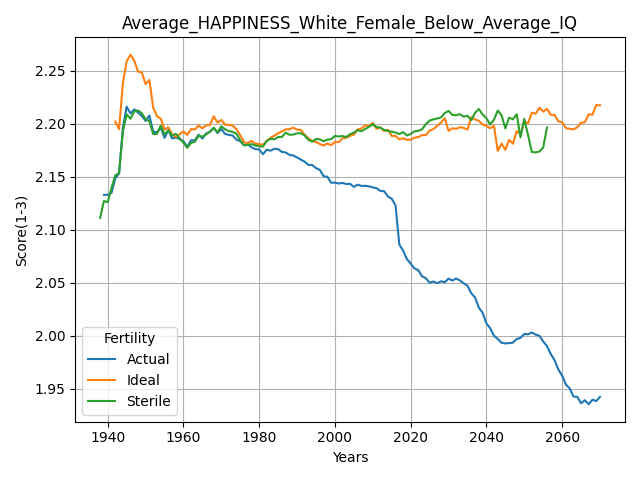 Average_HAPPINESS_White_Female_Below_Average_IQ
Score(1-3)
2.25
2.20
2.15
2.10
2.05
2.00
1.95
Fertility
Actual
Ideal
Sterile
1940 1960 1980 2000 2020 2040 2060
Years